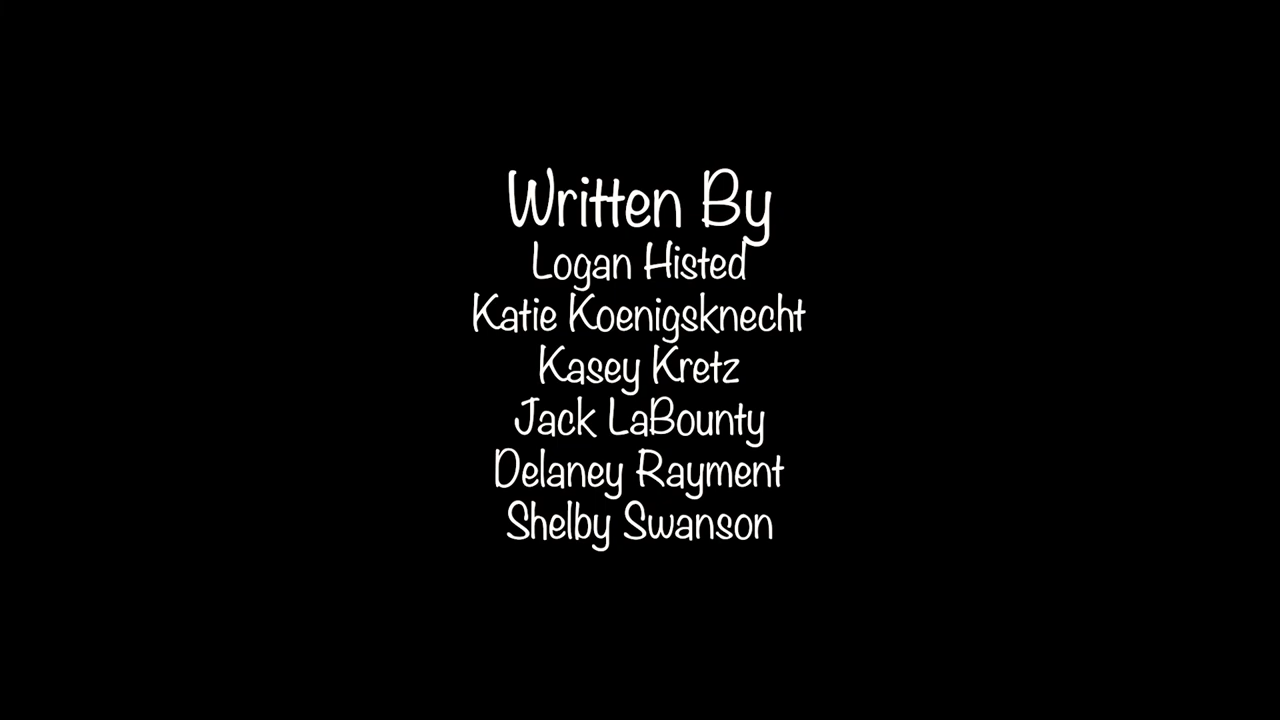 Written By
Logan Histed
Katie Koenigsknecht
Kasey Kretz
Jack LaBounty
Delaney Rayment
Shelby Swanson